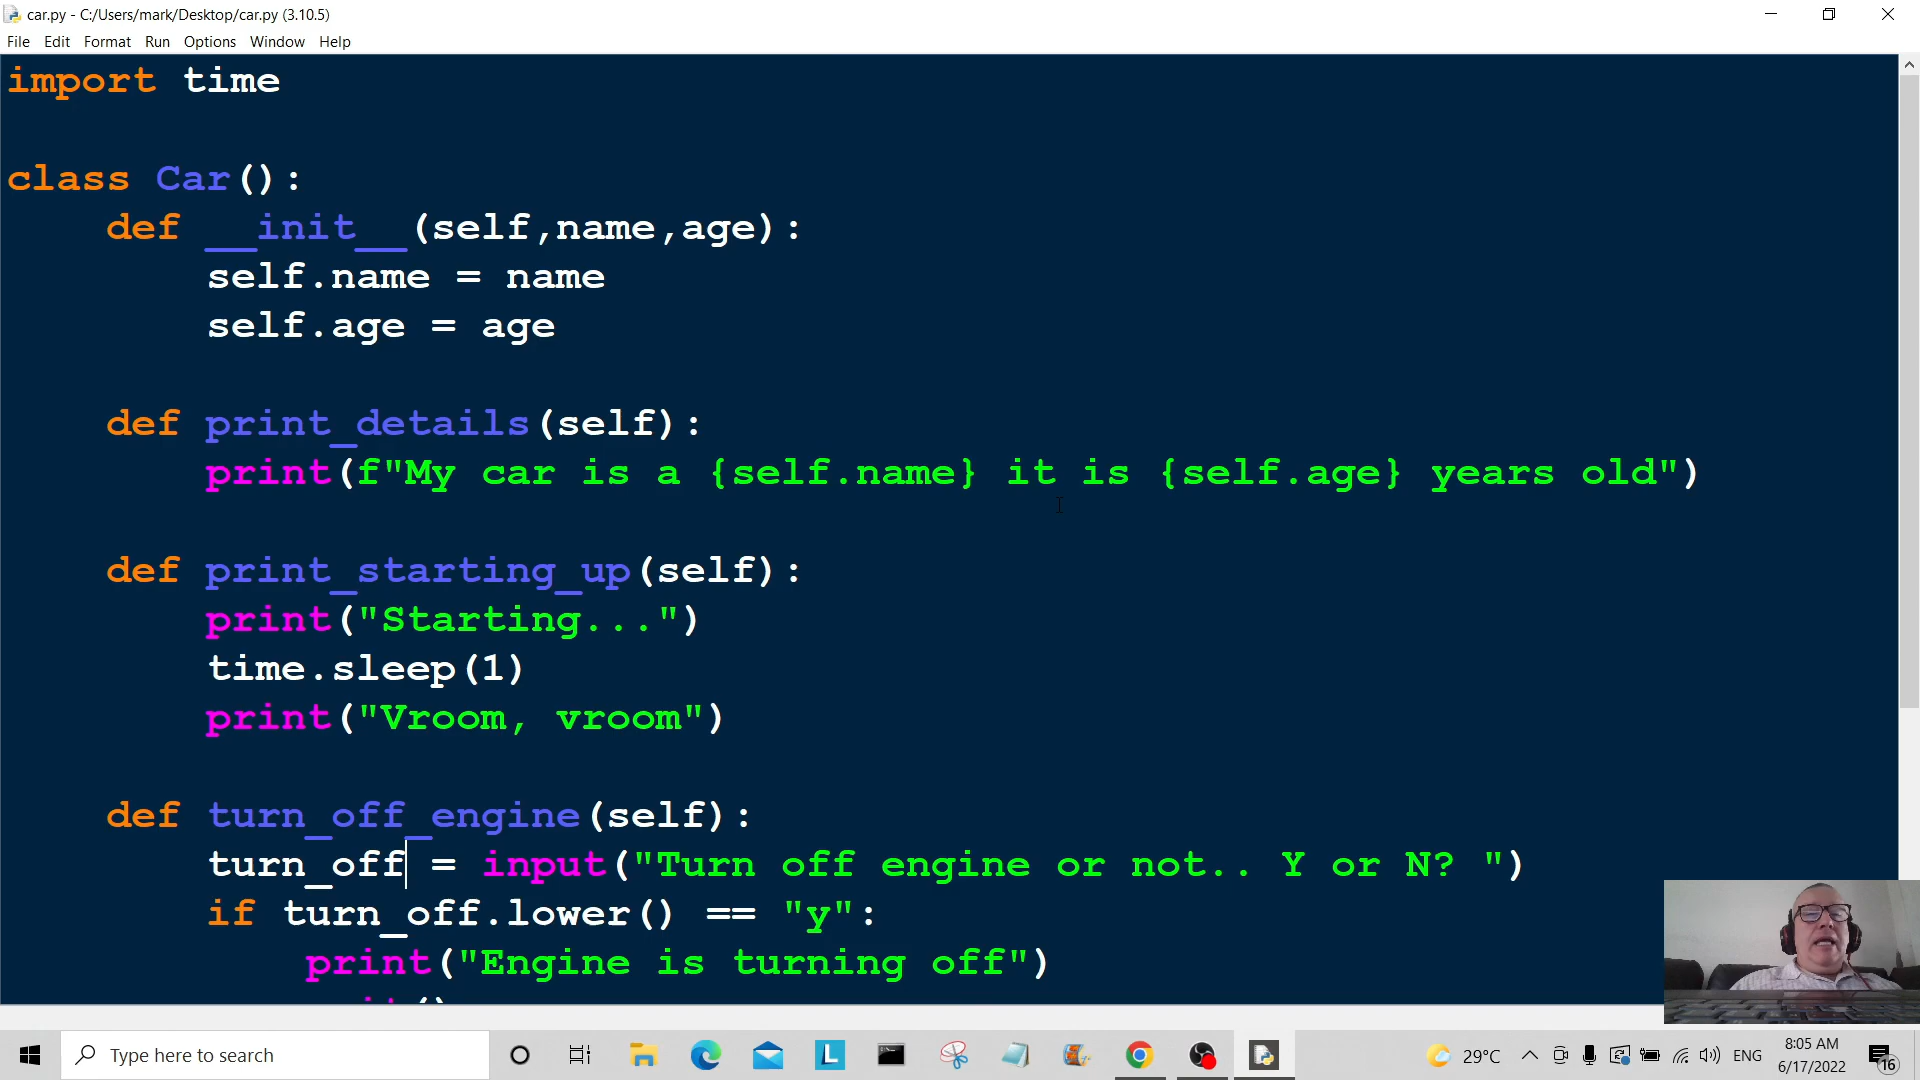 car.py - C:/Users/mark/Desktop/car.py (3.10.5)
File Edit Format Run Options Window Help
import time
class Car():
    def __init__(self,name,age):
        self.name = name
        self.age = age
    def print_details(self):
        print(f"My car is a {self.name} it is {self.age} years old")
    def print_starting_up(self):
        print("Starting...")
        time.sleep(1)
        print("Vroom, vroom")
    def turn_off_engine(self):
        turn_off = input("Turn off engine or not.. Y or N? ")
        if turn_off.lower() == "y":
            print("Engine is turning off")
Type here to search
L
29°C
ENG
8:05 AM
6/17/2022
16